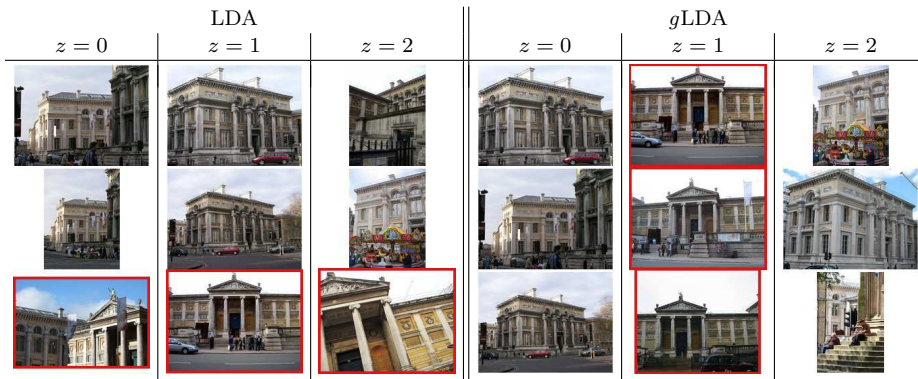 LDA gLDA
z = 0 z = 1 z = 2 z = 0 z = 1 z = 2